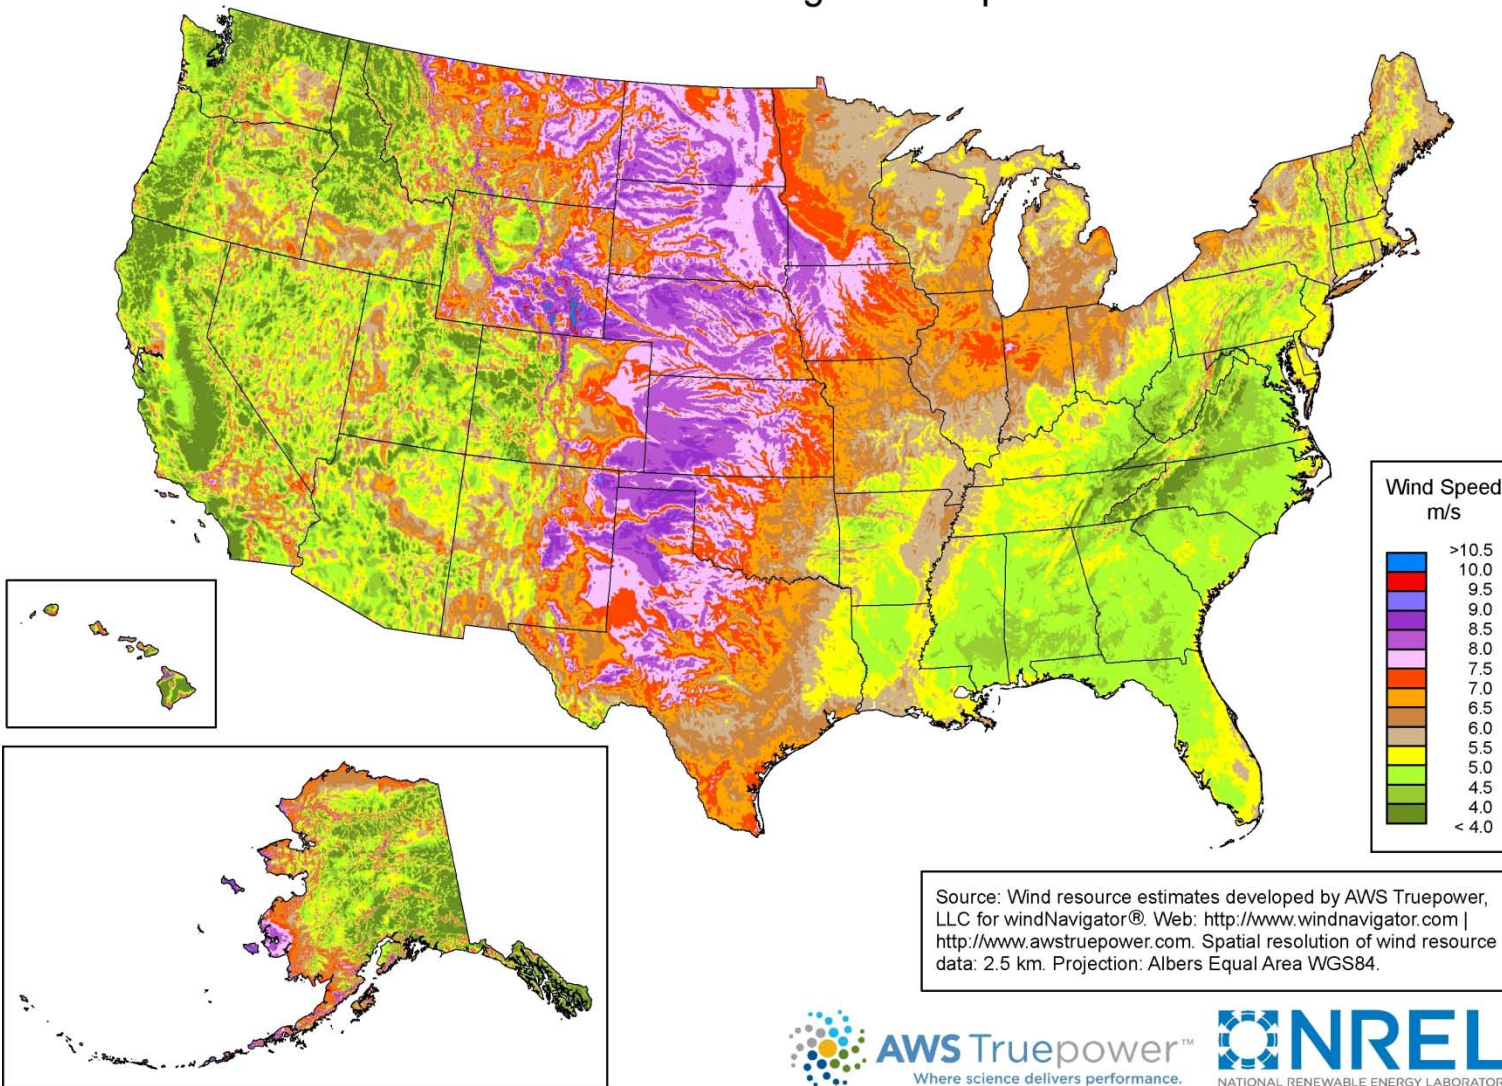 Wind Speed
m/s
>10.5
10.0
9.5
9.0
8.5
8.0
7.5
7.0
6.5
6.0
5.5
5.0
4.5
4.0
< 4.0
Source: Wind resource estimates developed by AWS Truepower,
LLC for windNavigator®. Web: http://www.windnavigator.com |
http://www.awstruepower.com. Spatial resolution of wind resource
data: 2.5 km. Projection: Albers Equal Area WGS84.
AWS Truepower™
Where science delivers performance.
NREL
NATIONAL RENEWABLE ENERGY LABORATOR